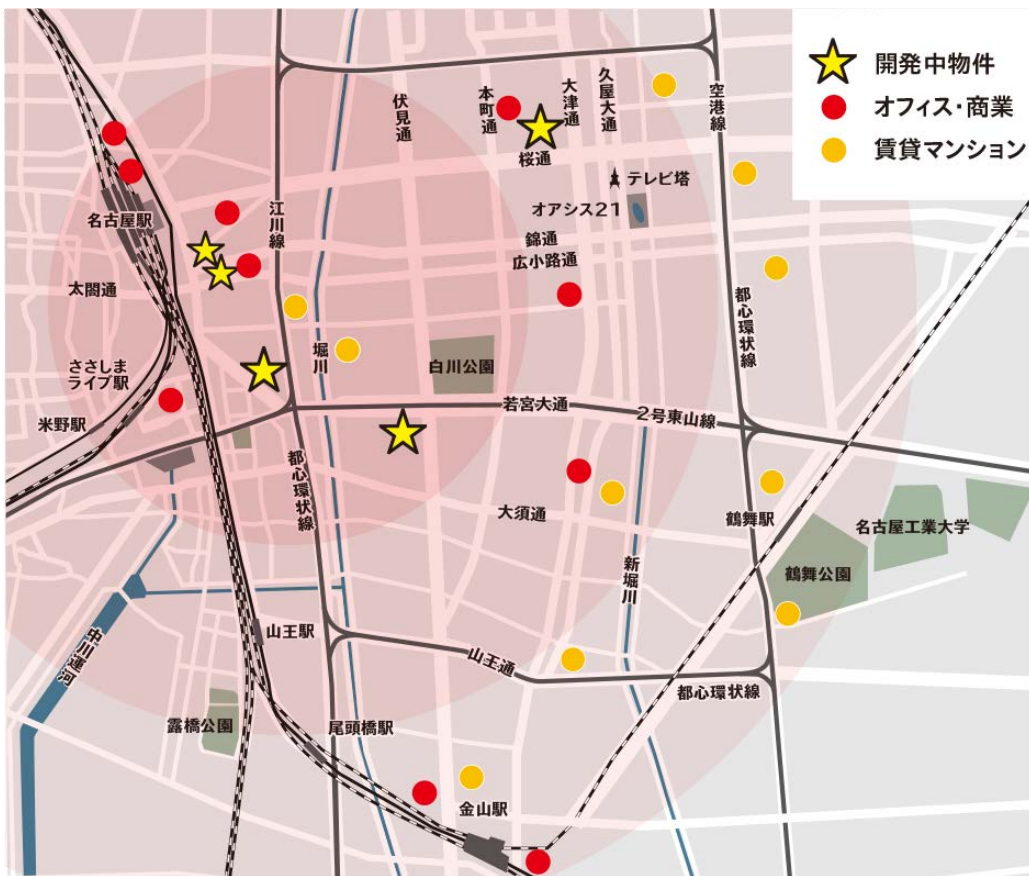 開発中物件
オフィス・商業
賃貸マンション
伏見通
本町通
大津通
久屋大通
空港線
桜通
テレビ塔
オアシス21
名古屋駅
江川線
錦通
広小路通
太閤通
都心環状線
堀川
白川公園
ささしま
ライブ駅
米野駅
若宮大通
2号東山線
都心環状線
大須通
鶴舞駅
名古屋工業大学
鶴舞公園
新堀川
山王駅
中川運河
山王通
都心環状線
露橋公園
尾頭橋駅
金山駅